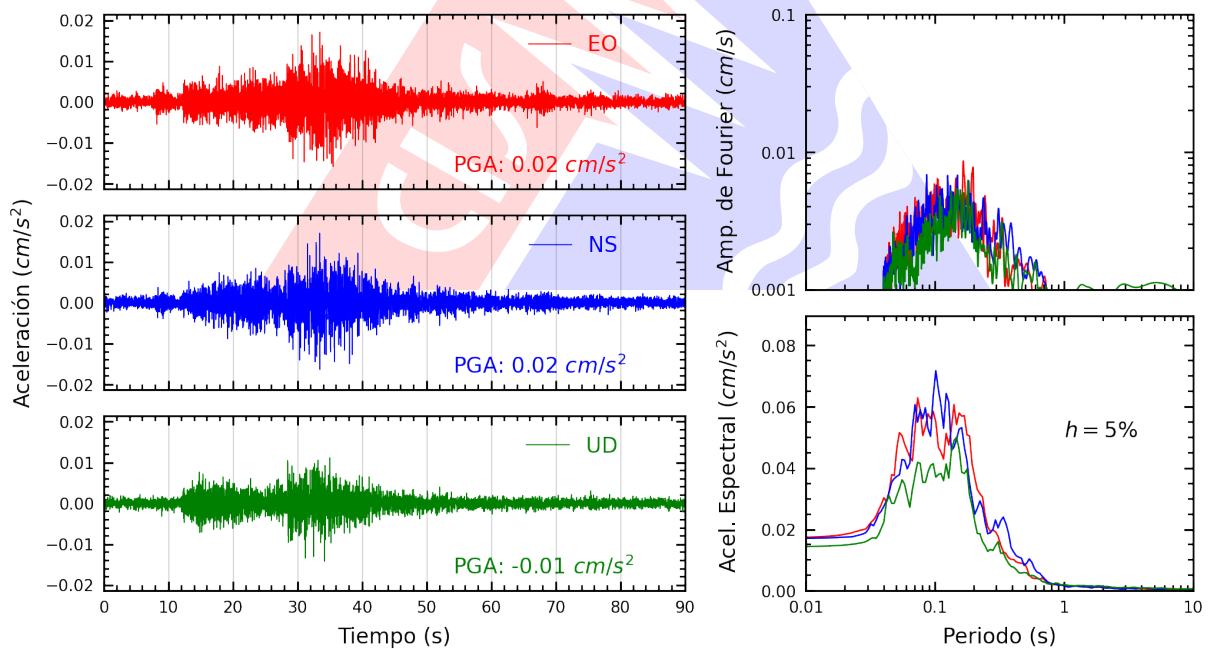 Aceleración (cm/s²)
0.02
0.01
0.00
−0.01
−0.02
EO
PGA: 0.02 cm/s²
0.02
0.01
0.00
−0.01
−0.02
NS
PGA: 0.02 cm/s²
0.02
0.01
0.00
−0.01
−0.02
UD
PGA: -0.01 cm/s²
0 10 20 30 40 50 60 70 80 90
Tiempo (s)
Amp. de Fourier (cm/s)
0.1
0.01
0.001
Acel. Espectral (cm/s²)
0.08
0.06
0.04
0.02
0.00
h = 5%
0.01 0.1 1 10
Periodo (s)